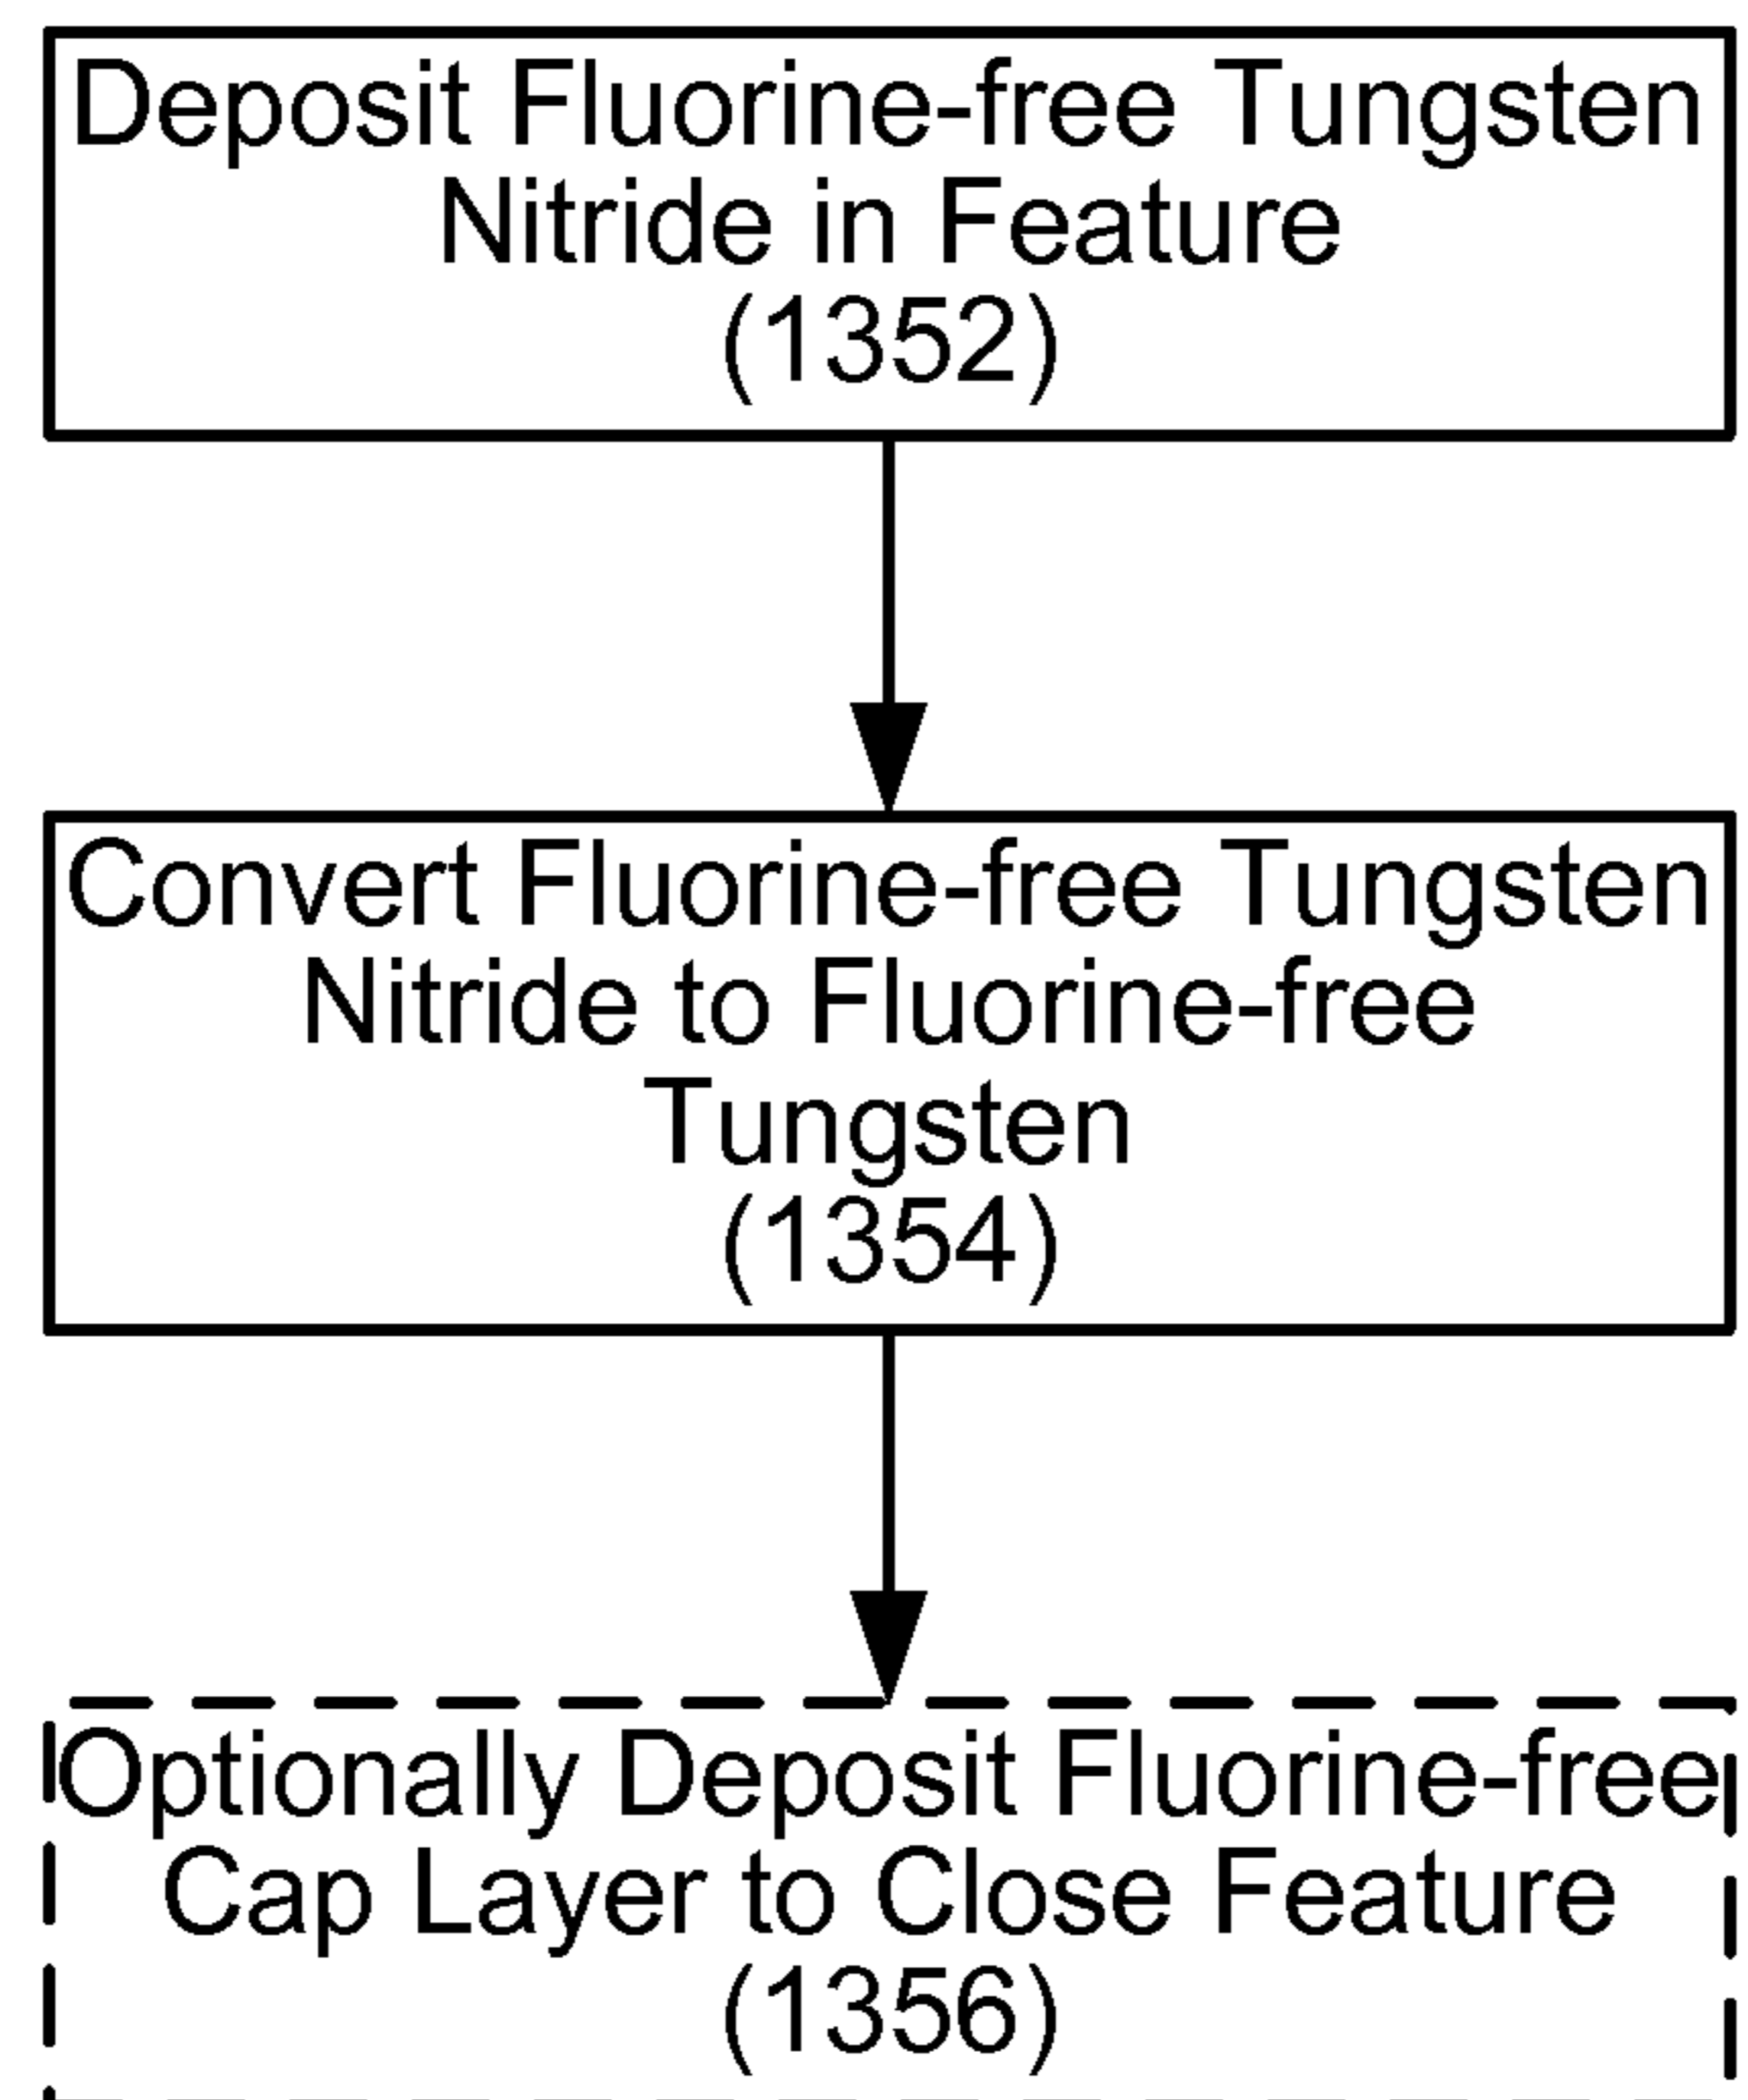 Deposit Fluorine-free Tungsten
Nitride in Feature
(1352)
Convert Fluorine-free Tungsten
Nitride to Fluorine-free
Tungsten
(1354)
Optionally Deposit Fluorine-free
Cap Layer to Close Feature
(1356)